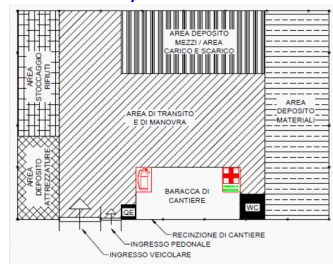 AREA DEPOSITO
MEZZI / AREA
CARICO E SCARICO
AREA
STOCCAGGIO
RIFIUTI
AREA DI TRANSITO
E DI MANOVRA
AREA
DEPOSITO
MATERIALI
AREA
DEPOSITO
ATTREZZATURE
BARACCA DI
CANTIERE
QE
WC
RECINZIONE DI CANTIERE
INGRESSO PEDONALE
INGRESSO VEICOLARE